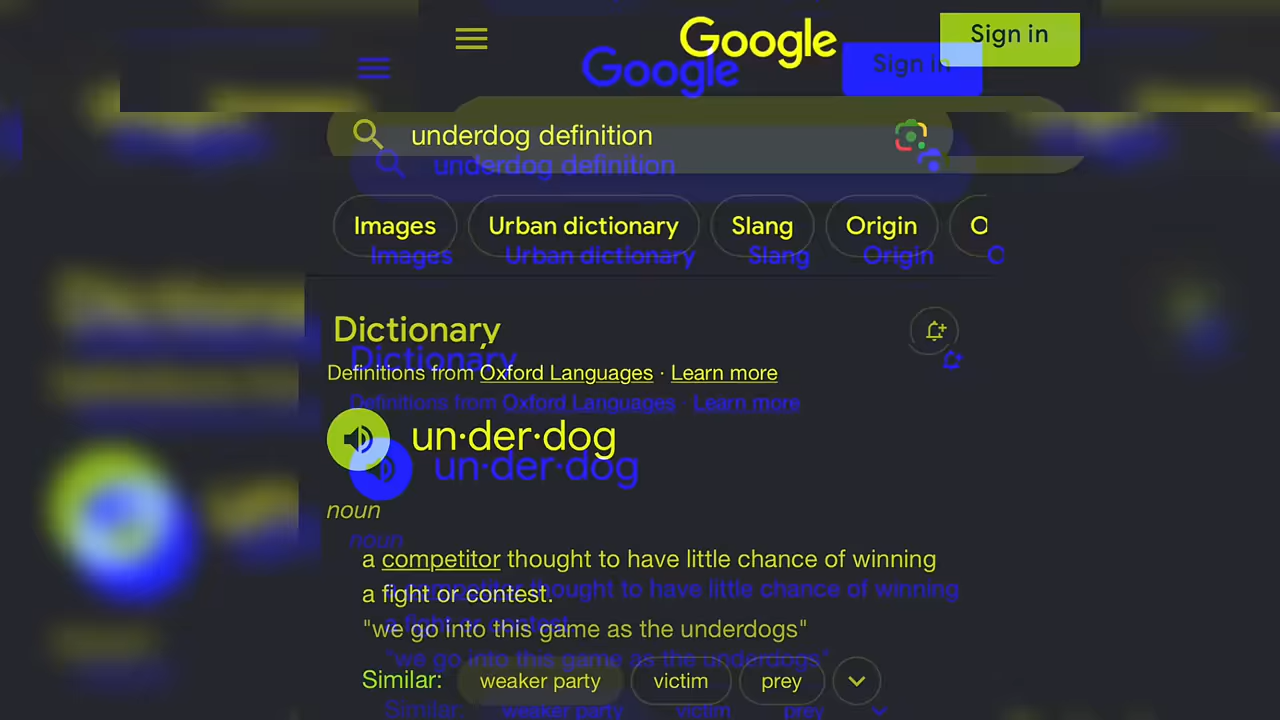 Google
Sign in
underdog definition
Images Urban dictionary Slang Origin O
Dictionary
Definitions from Oxford Languages · Learn more
un·der·dog
noun
a competitor thought to have little chance of winning
a fight or contest.
"we go into this game as the underdogs"
Similar: weaker party victim prey